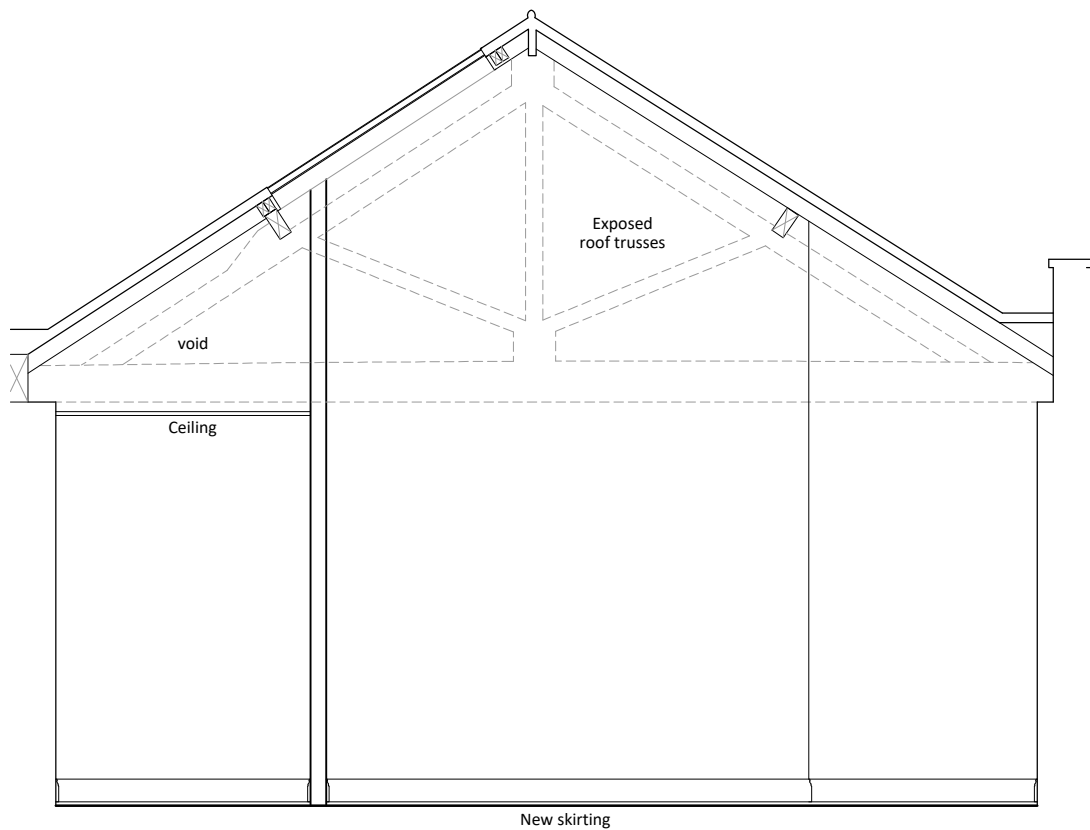 Exposed
roof trusses
void
Ceiling
New skirting